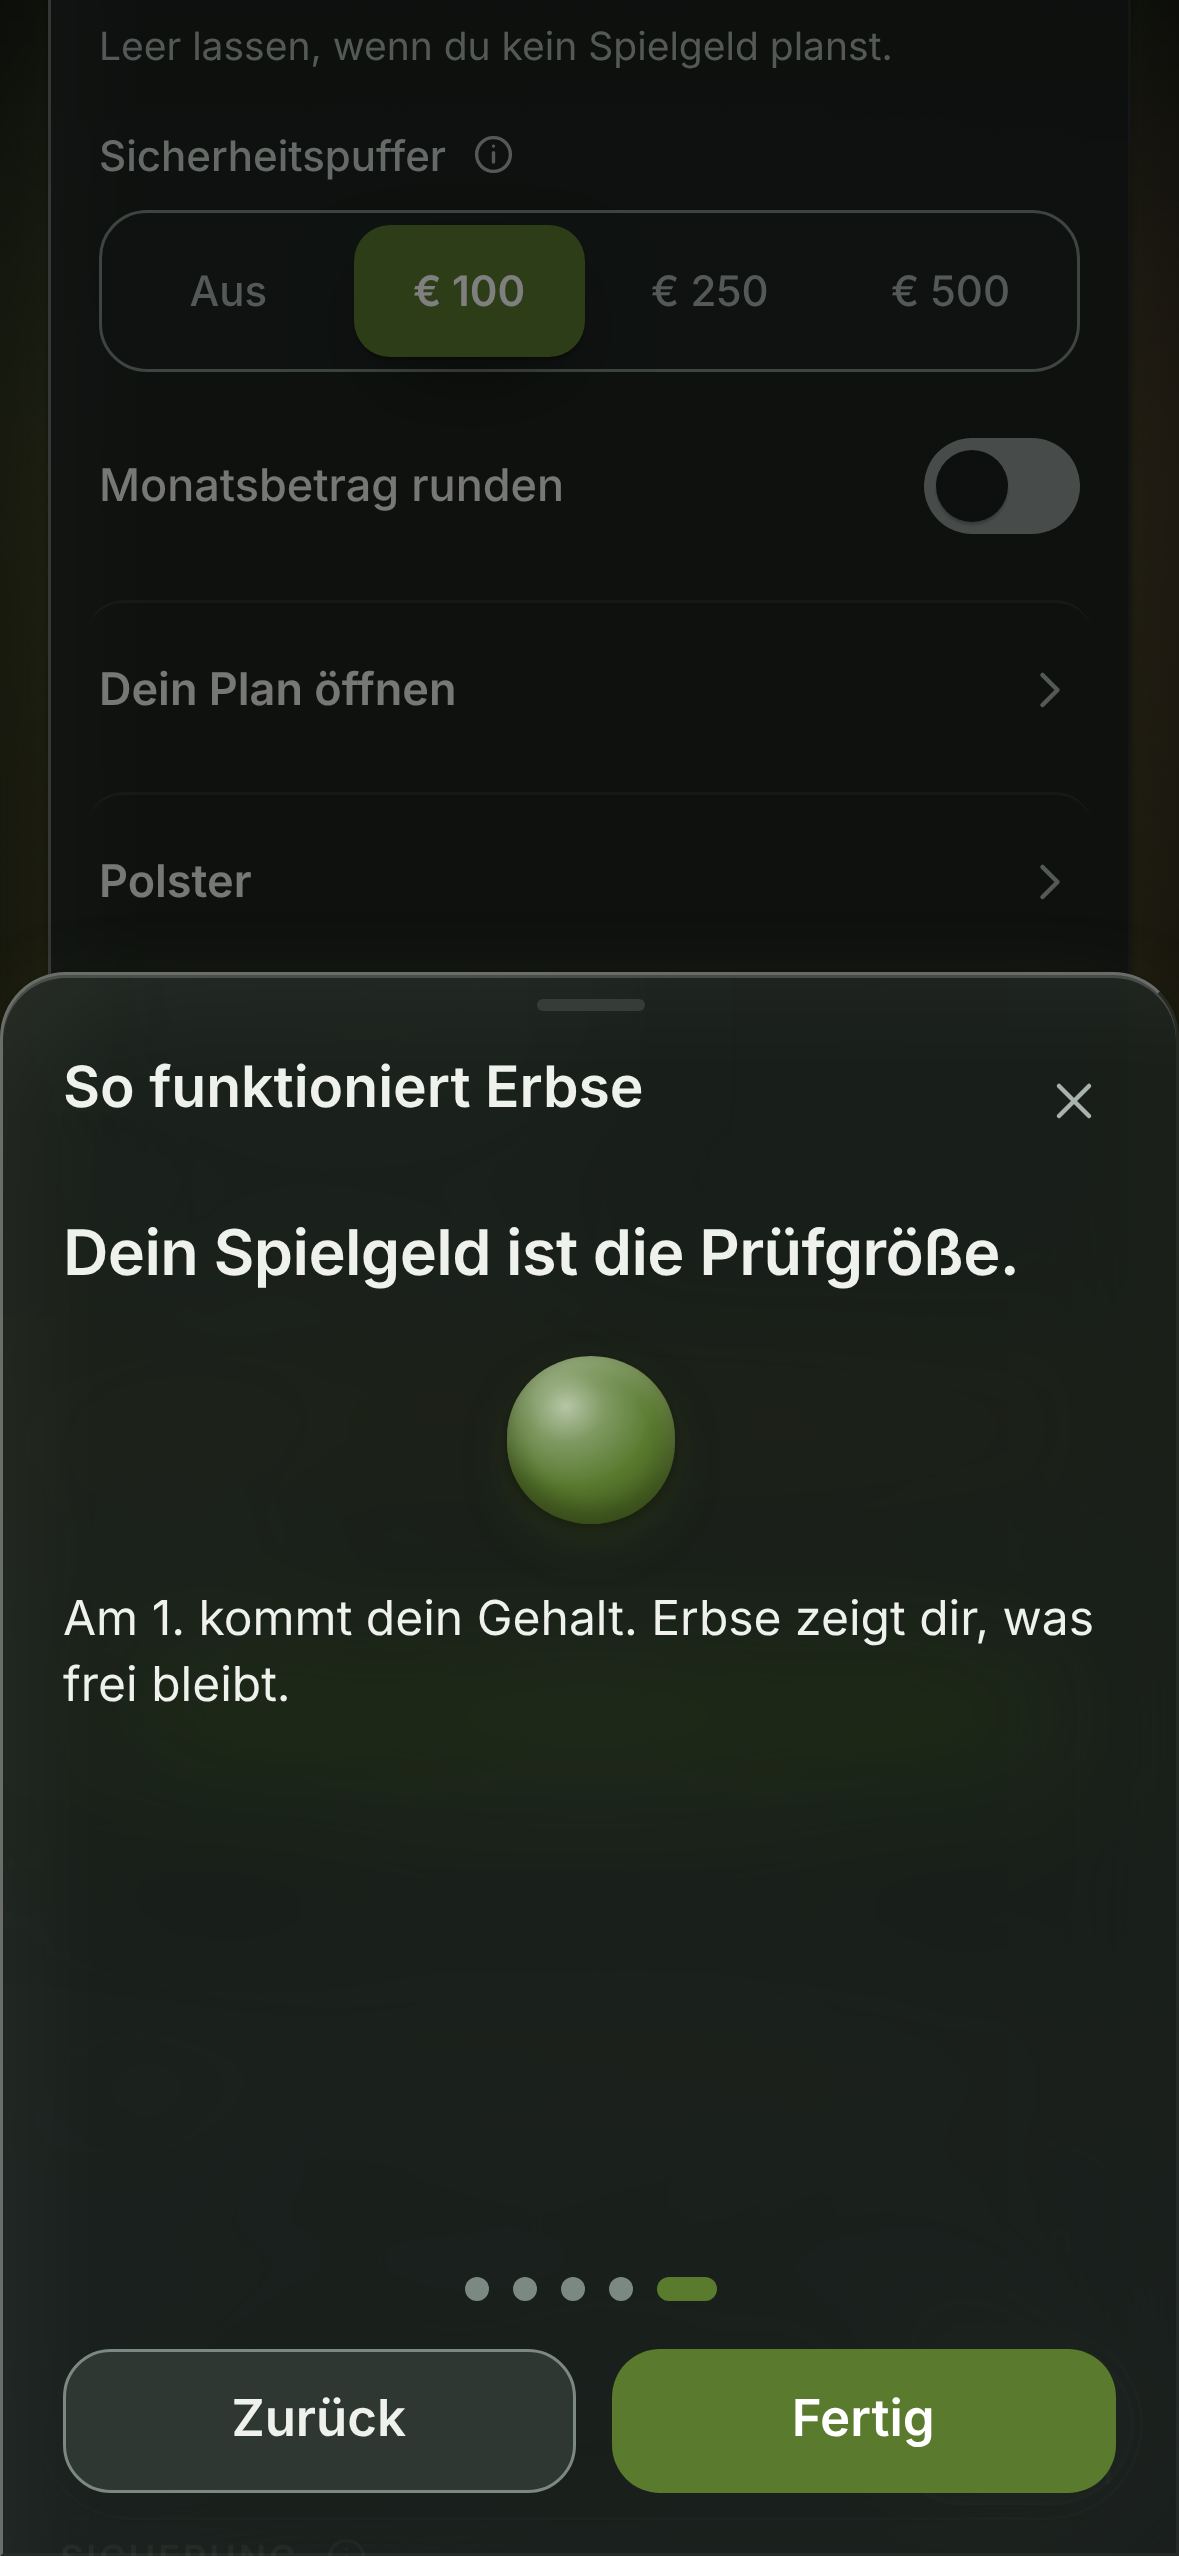 Leer lassen, wenn du kein Spielgeld planst.
Sicherheitspuffer
Aus
€ 100
€ 250
€ 500
Monatsbetrag runden
Dein Plan öffnen
Polster
So funktioniert Erbse
Dein Spielgeld ist die Prüfgröße.
Am 1. kommt dein Gehalt. Erbse zeigt dir, was
frei bleibt.
Zurück
Fertig
SICHERUNG